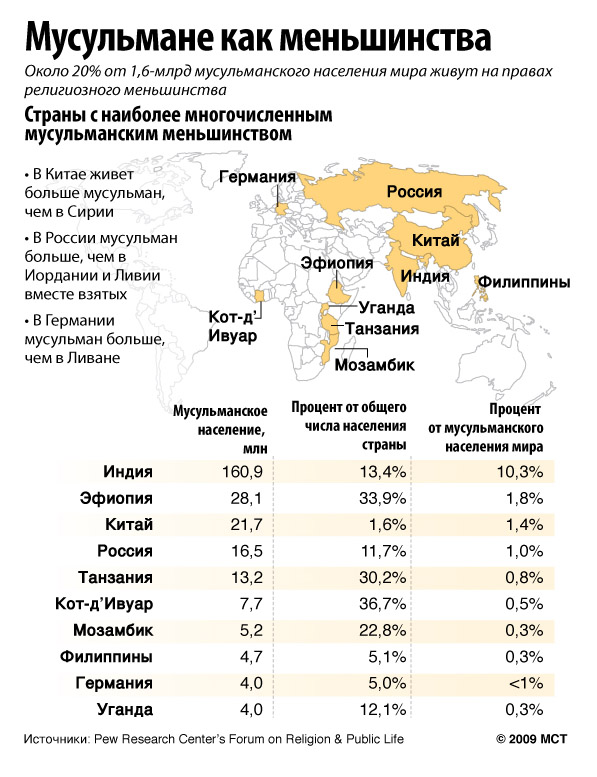 Мусульмане как меньшинства
Около 20% от 1,6-млрд мусульманского населения мира живут на правах
религиозного меньшинства
Страны с наиболее многочисленным
мусульманским меньшинством
• В Китае живет
больше мусульман,
чем в Сирии
• В России мусульман
больше, чем в
Иордании и Ливии
вместе взятых
• В Германии
мусульман больше,
чем в Ливане
Германия
Россия
Китай
Эфиопия
Индия
Филиппины
Уганда
Кот-д’
Ивуар
Танзания
Мозамбик
Мусульманское
население,
млн
Процент от общего
числа населения
страны
Процент
от мусульманского
населения мира
Индия 160,9 13,4% 10,3%
Эфиопия 28,1 33,9% 1,8%
Китай 21,7 1,6% 1,4%
Россия 16,5 11,7% 1,0%
Танзания 13,2 30,2% 0,8%
Кот-д’Ивуар 7,7 36,7% 0,5%
Мозамбик 5,2 22,8% 0,3%
Филиппины 4,7 5,1% 0,3%
Германия 4,0 5,0% <1%
Уганда 4,0 12,1% 0,3%
Источники: Pew Research Center’s Forum on Religion & Public Life © 2009 MCT